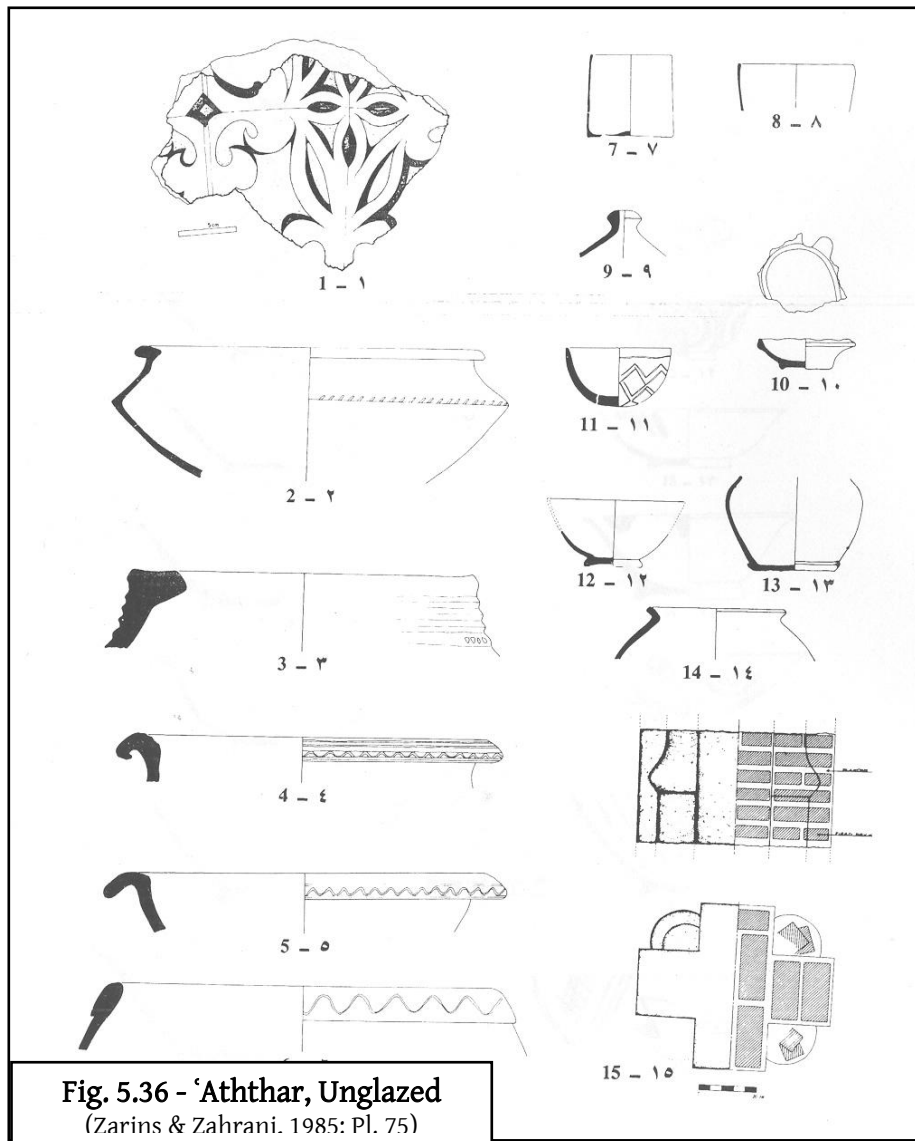 1 – ١
2 – ٢
3 – ٣
4 – ٤
5 – ٥
7 – ٧
8 – ٨
9 – ٩
10 – ١٠
11 – ١١
12 – ١٢
13 – ١٣
14 – ١٤
15 – ١٥
Fig. 5.36 - ʿAththar, Unglazed
(Zarins & Zahrani, 1985: Pl. 75)